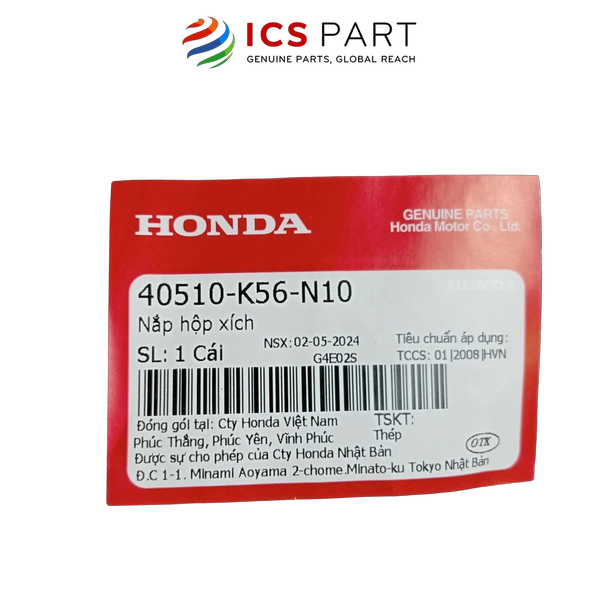 ICS PART
GENUINE PARTS, GLOBAL REACH
HONDA
GENUINE PARTS
Honda Motor Co., Ltd.
HONDA
40510-K56-N10
Nắp hộp xích
SL: 1 Cái
NSX: 02-05-2024
G4E02S
Tiêu chuẩn áp dụng:
TCCS: 01|2008|HVN
Đóng gói tại: Cty Honda Việt Nam
Phúc Thắng, Phúc Yên, Vĩnh Phúc
TSKT:
Thép
OTK
Được sự cho phép của Cty Honda Nhật Bản
Đ.C 1-1. Minami Aoyama 2-chome.Minato-ku Tokyo Nhật Bản